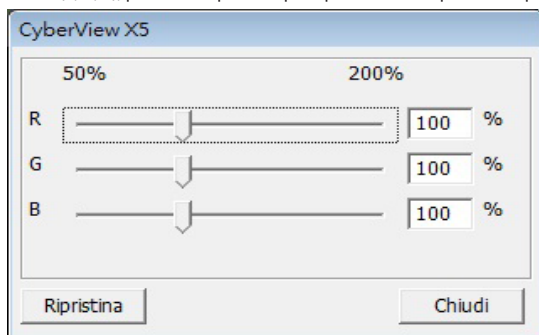 CyberView X5
50% 200%
R 100 %
G 100 %
B 100 %
Ripristina Chiudi